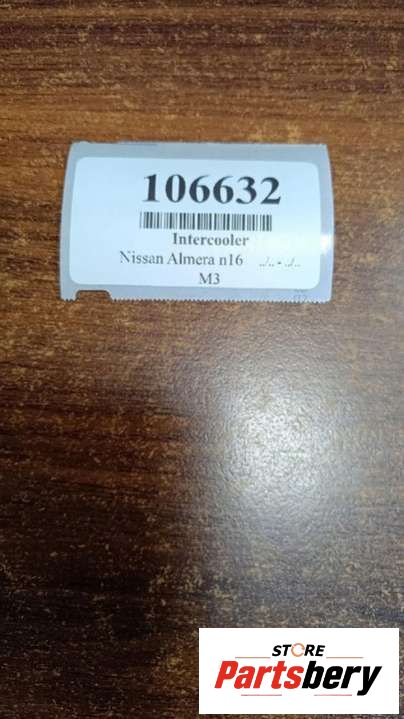 106632
Intercooler
Nissan Almera n16 ../.. - ../..
M3
STORE
Partsbery